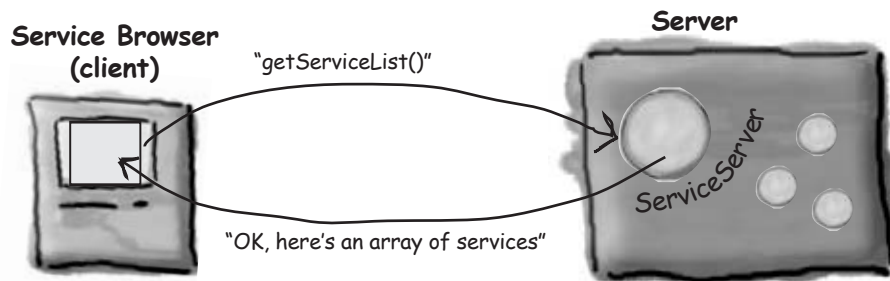 Server
Service Browser
(client)
“getServiceList()”
ServiceServer
“OK, here’s an array of services”